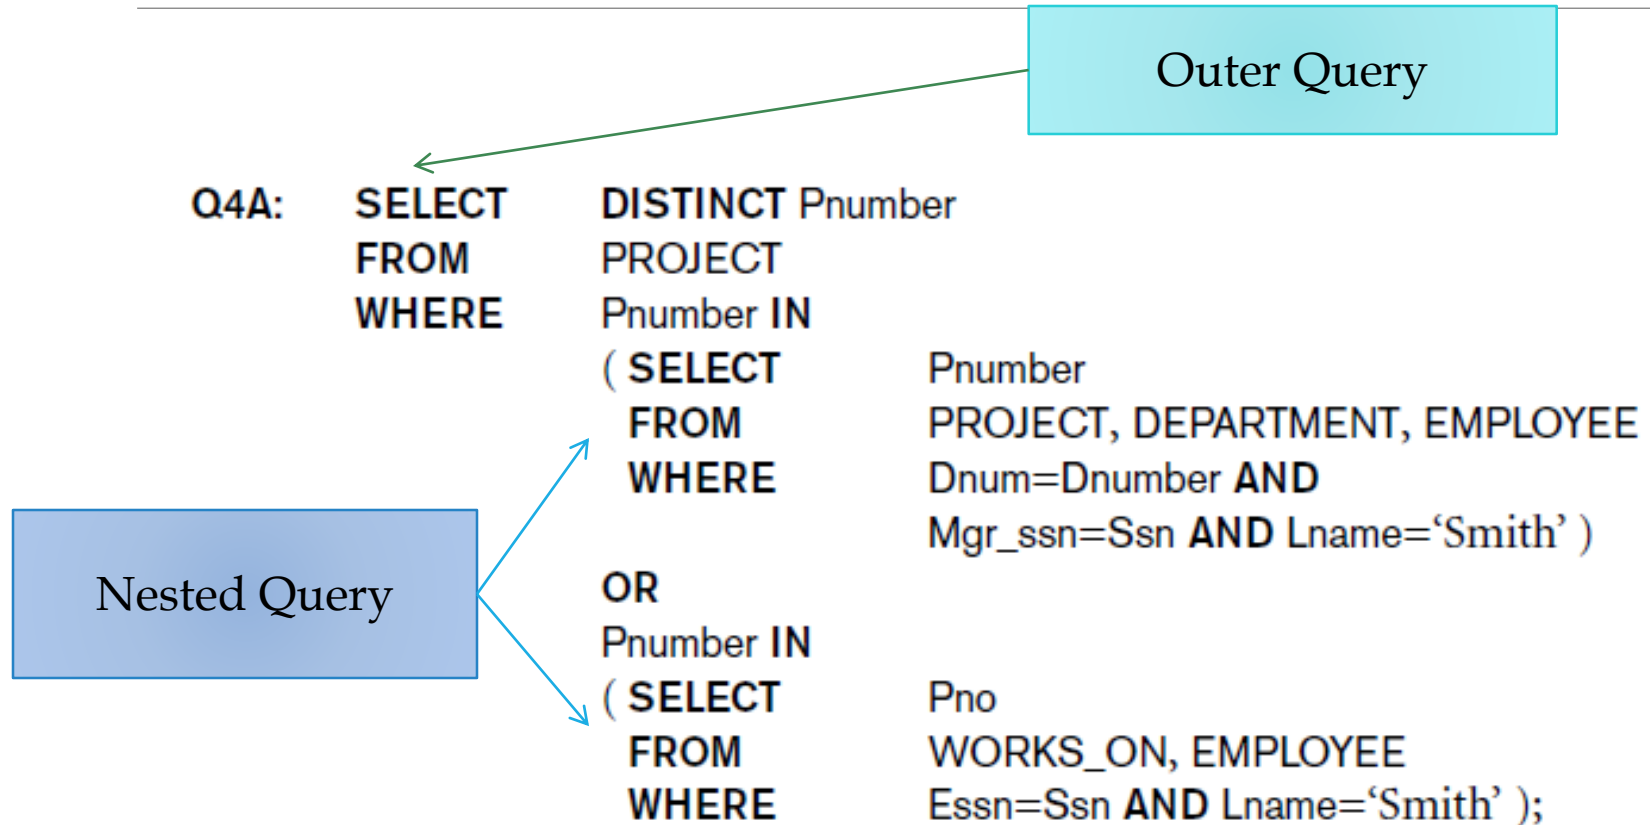 Outer Query
Q4A: SELECT DISTINCT Pnumber
FROM PROJECT
WHERE Pnumber IN
( SELECT Pnumber
FROM PROJECT, DEPARTMENT, EMPLOYEE
WHERE Dnum=Dnumber AND
Mgr_ssn=Ssn AND Lname=‘Smith’ )
Nested Query
OR
Pnumber IN
( SELECT Pno
FROM WORKS_ON, EMPLOYEE
WHERE Essn=Ssn AND Lname=‘Smith’ );